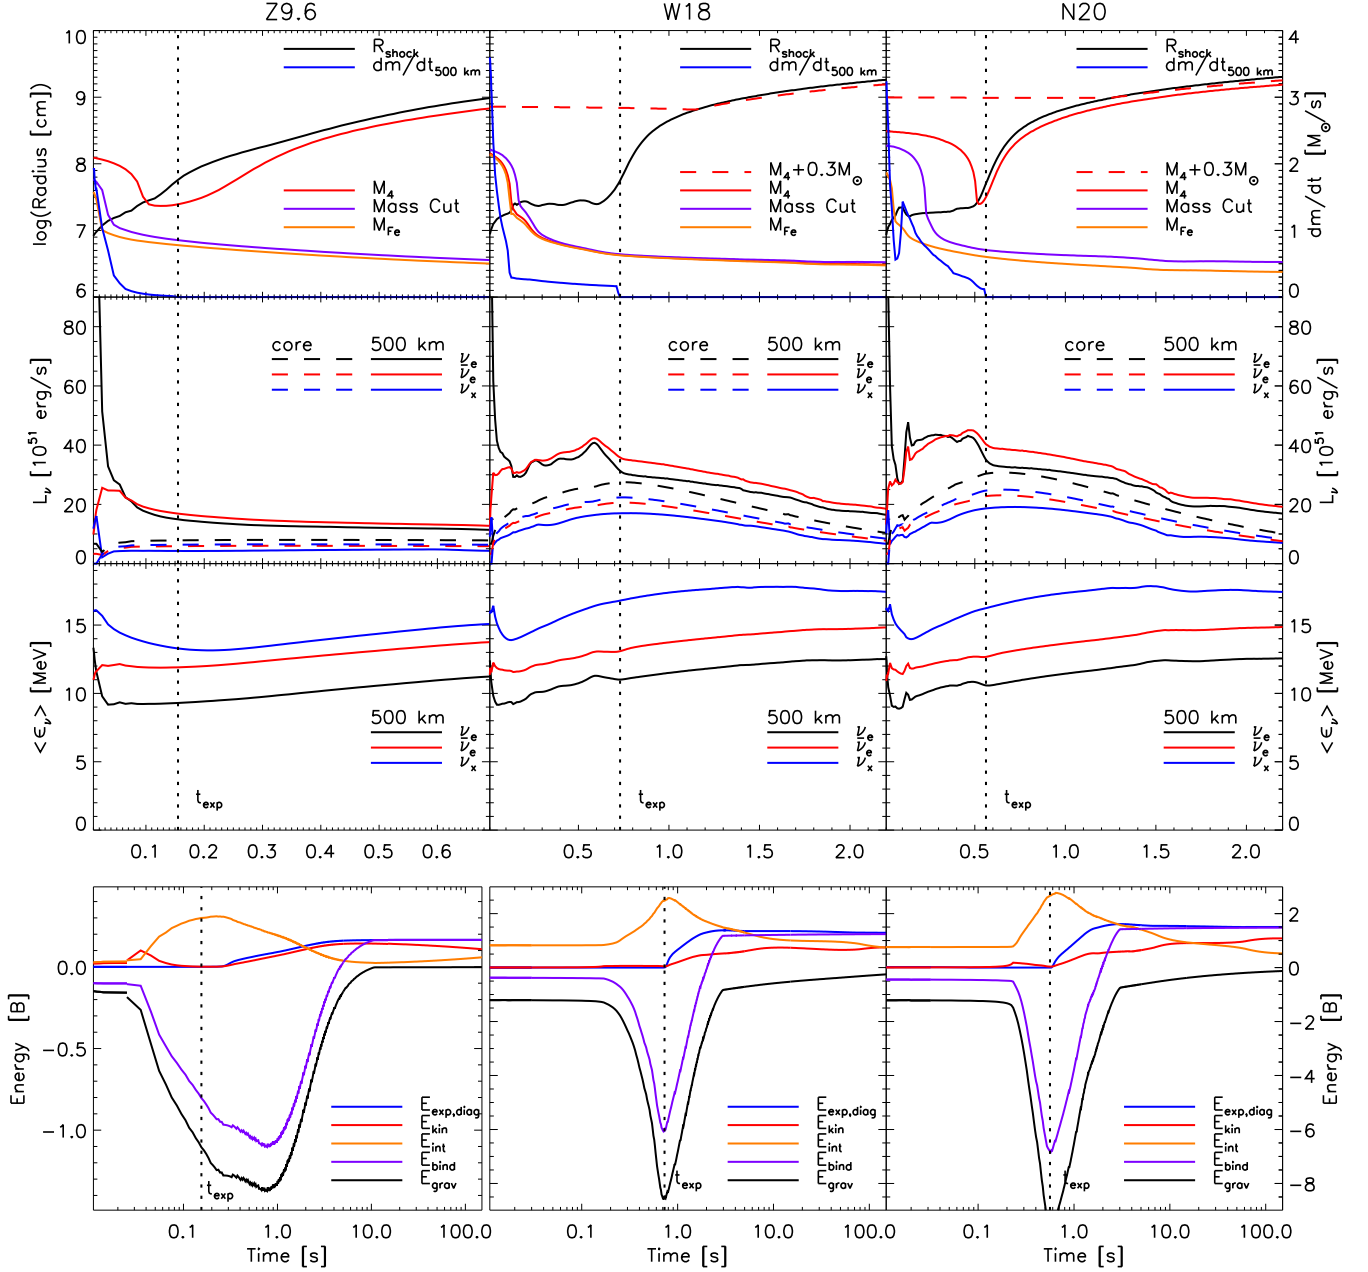 Z9.6 W18 N20
10 4
R_shock R_shock R_shock
dm/dt_500 km dm/dt_500 km dm/dt_500 km
9 3
log(Radius [cm]) dm/dt [M_⊙/s]
8 2
M_4+0.3M_⊙ M_4+0.3M_⊙
M_4 M_4 M_4
Mass Cut Mass Cut Mass Cut
M_Fe M_Fe M_Fe
7 1
6 0
80 80
core 500 km core 500 km core 500 km
ν_e ν_e ν_e
ν̄_e ν̄_e ν̄_e
ν_x ν_x ν_x
60 60
L_ν [10^51 erg/s] L_ν [10^51 erg/s]
40 40
20 20
0 0
15 15
<ϵ_ν> [MeV] <ϵ_ν> [MeV]
10 10
500 km 500 km 500 km
ν_e ν_e ν_e
ν̄_e ν̄_e ν̄_e
ν_x ν_x ν_x
5 5
t_exp t_exp t_exp
0 0
0.1 0.2 0.3 0.4 0.5 0.6 0.5 1.0 1.5 2.0 0.5 1.0 1.5 2.0
2
0.0 0
-2
-0.5
Energy [B] Energy [B]
-4
-1.0
E_exp,diag E_exp,diag E_exp,diag
E_kin E_kin E_kin
-6
E_int E_int E_int
E_bind E_bind E_bind
E_grav E_grav E_grav
t_exp t_exp t_exp
-8
0.1 1.0 10.0 100.0 0.1 1.0 10.0 100.0 0.1 1.0 10.0 100.0
Time [s] Time [s] Time [s]